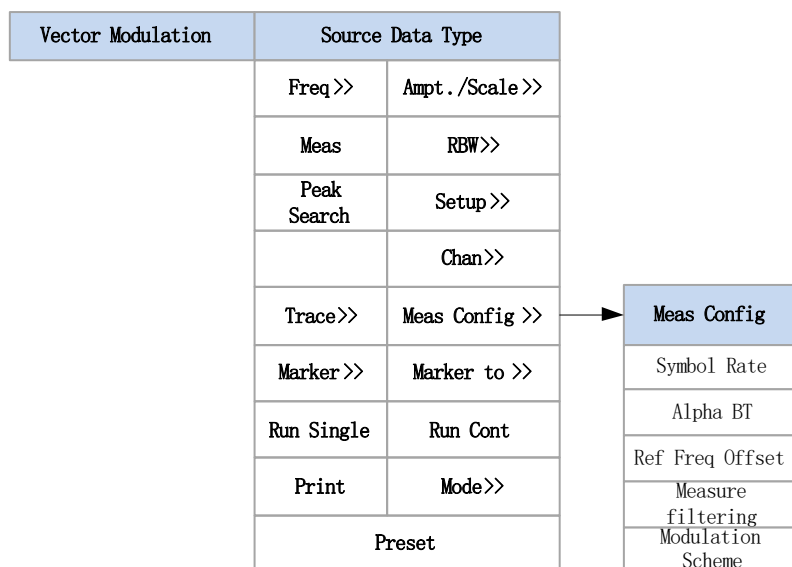 Vector Modulation
Source Data Type
Freq>>
Ampt./Scale>>
Meas
RBW>>
Peak
Search
Setup>>
Chan>>
Trace>>
Meas Config >>
Marker>>
Marker to >>
Run Single
Run Cont
Print
Mode>>
Preset
Meas Config
Symbol Rate
Alpha BT
Ref Freq Offset
Measure
filtering
Modulation
Scheme